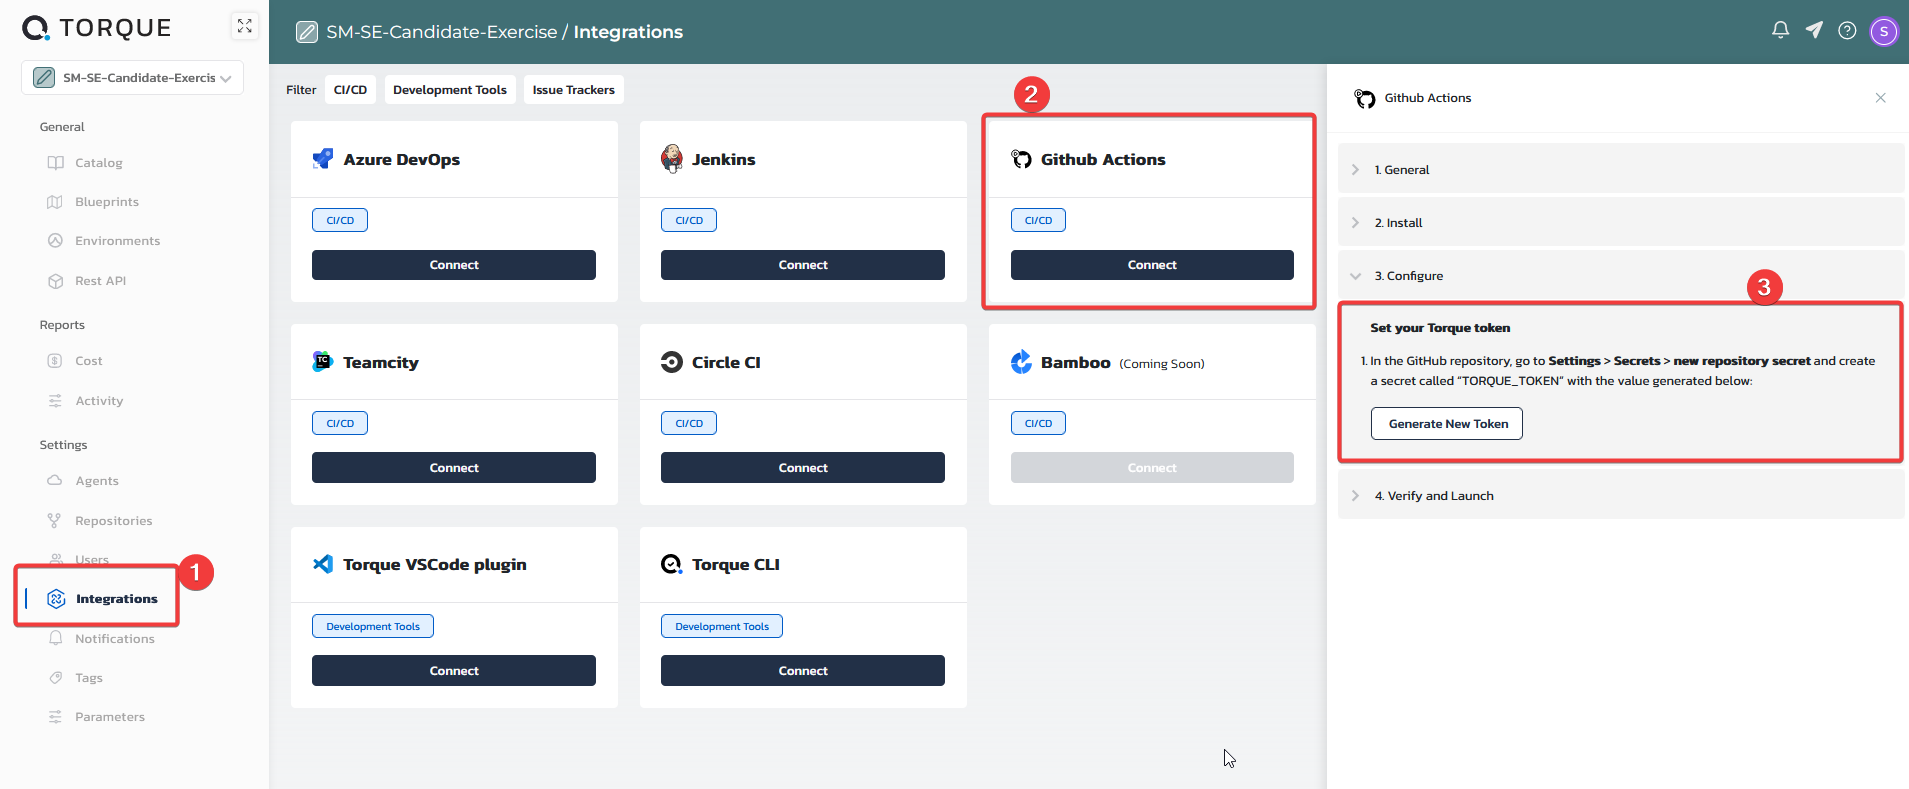 TORQUE
SM-SE-Candidate-Exercis
General
Catalog
Blueprints
Environments
Rest API
Reports
Cost
Activity
Settings
Agents
Repositories
Users
1
Integrations
Notifications
Tags
Parameters
SM-SE-Candidate-Exercise / Integrations
S
Filter
CI/CD
Development Tools
Issue Trackers
2
Azure DevOps
CI/CD
Connect
Jenkins
CI/CD
Connect
Github Actions
CI/CD
Connect
TC
Teamcity
CI/CD
Connect
Circle CI
CI/CD
Connect
Bamboo (Coming Soon)
CI/CD
Connect
Torque VSCode plugin
Development Tools
Connect
Torque CLI
Development Tools
Connect
Github Actions
1. General
2. Install
3. Configure
3
Set your Torque token
1. In the GitHub repository, go to Settings > Secrets > new repository secret and create
a secret called “TORQUE_TOKEN” with the value generated below:
Generate New Token
4. Verify and Launch